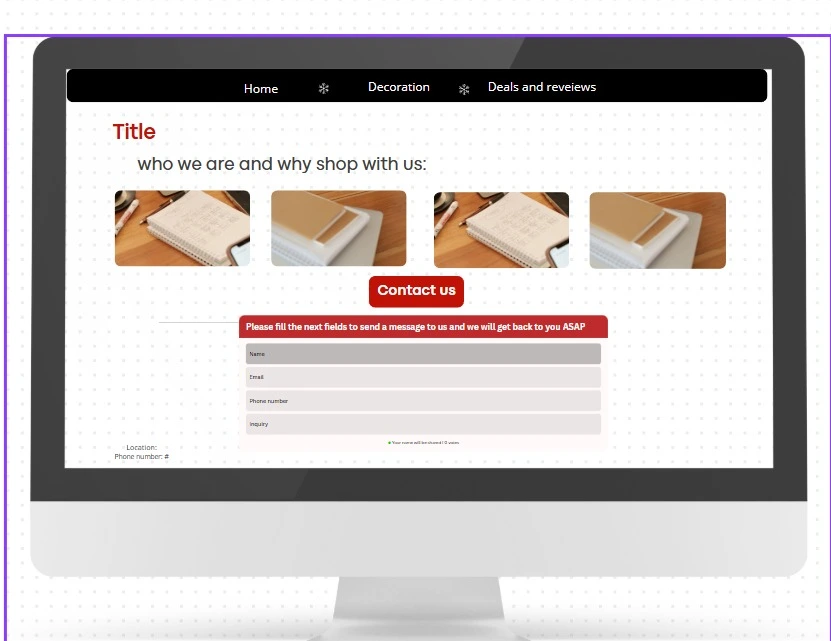 Home Decoration Deals and reveiews
Title
who we are and why shop with us:
Contact us
Please fill the next fields to send a message to us and we will get back to you ASAP
Name
Email
Phone number
Inquiry
Your name will be shared | 0 votes
Location:
Phone number: #